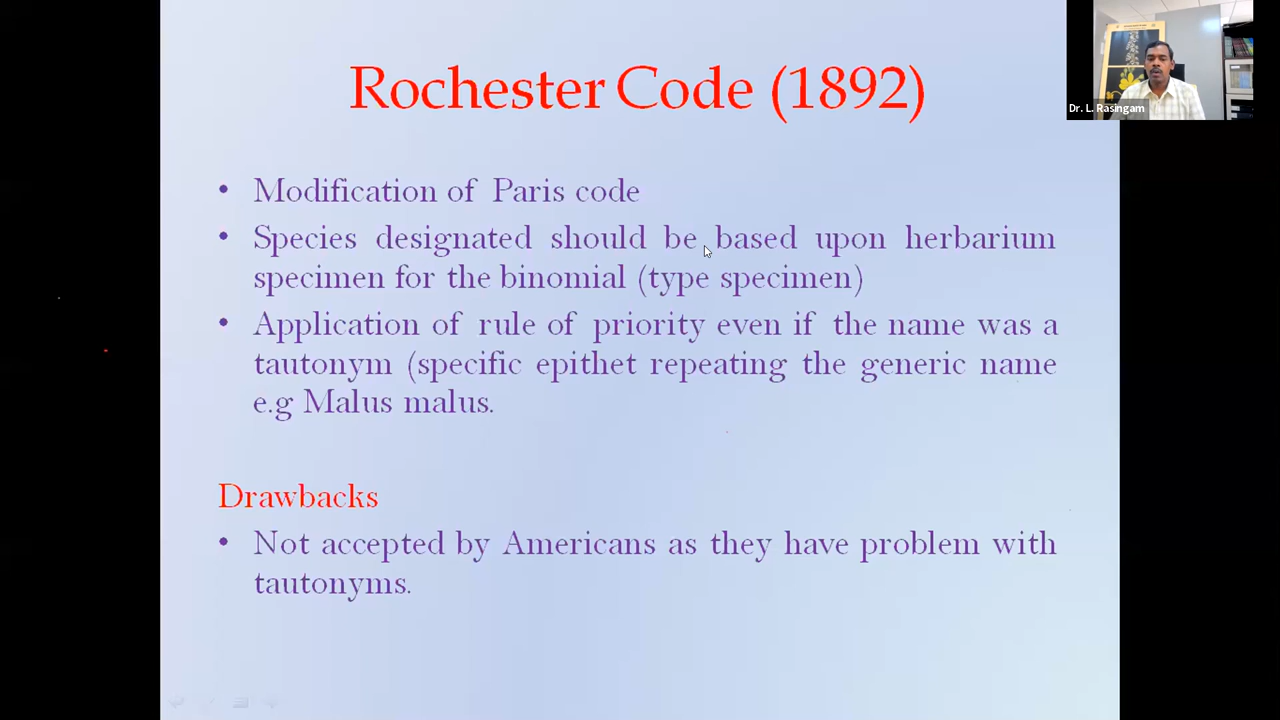 Rochester Code (1892)
Dr. L. Rasingam
• Modification of Paris code
• Species designated should be based upon herbarium
specimen for the binomial (type specimen)
• Application of rule of priority even if the name was a
tautonym (specific epithet repeating the generic name
e.g Malus malus.
Drawbacks
• Not accepted by Americans as they have problem with
tautonyms.